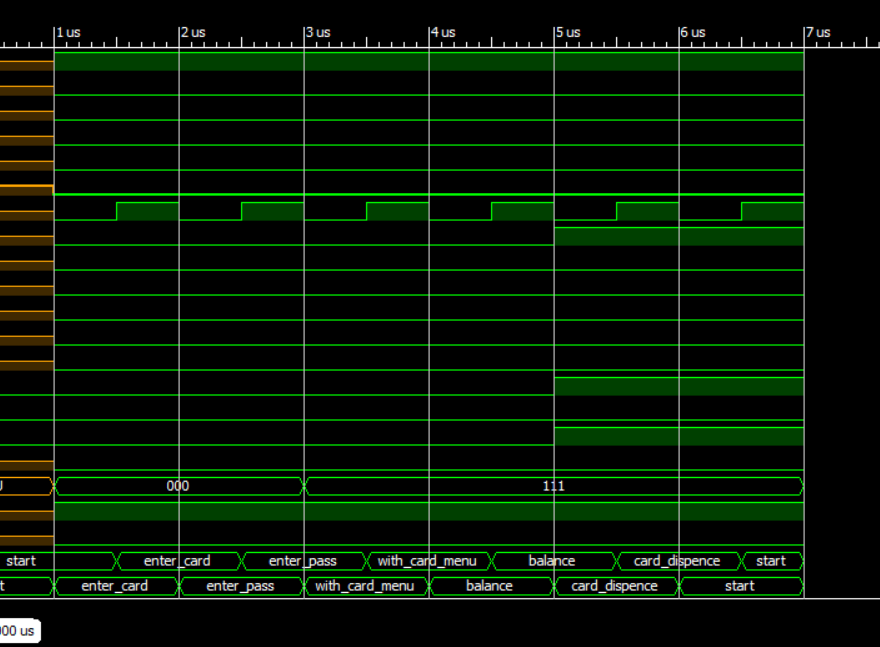 1 us 2 us 3 us 4 us 5 us 6 us 7 us
000 111
start enter_card enter_pass with_card_menu balance card_dispence start
t enter_card enter_pass with_card_menu balance card_dispence start
000 us